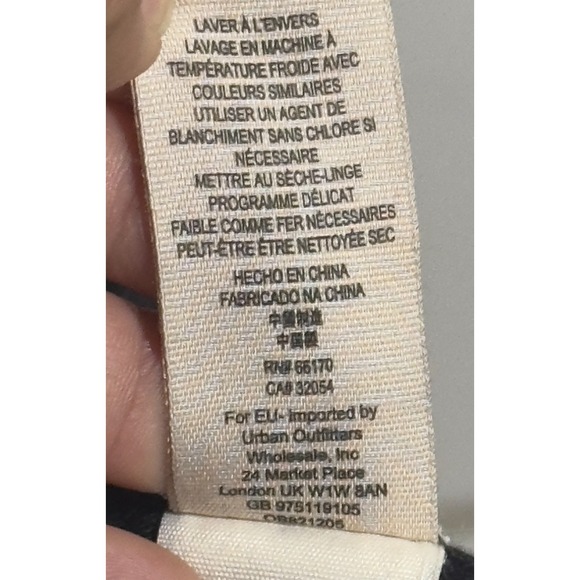 LAVER À L'ENVERS
LAVAGE EN MACHINE À
TEMPÉRATURE FROIDE AVEC
COULEURS SIMILAIRES
UTILISER UN AGENT DE
BLANCHIMENT SANS CHLORE SI
NÉCESSAIRE
METTRE AU SÈCHE-LINGE
PROGRAMME DÉLICAT
FAIBLE COMME FER NÉCESSAIRES
PEUT-ÊTRE ÊTRE NETTOYÉE SEC
HECHO EN CHINA
FABRICADO NA CHINA
中國製造
中国製
RN# 66170
CA# 32054
For EU- Imported by
Urban Outfitters
Wholesale, Inc
24 Market Place
London UK W1W 8AN
GB 975119105